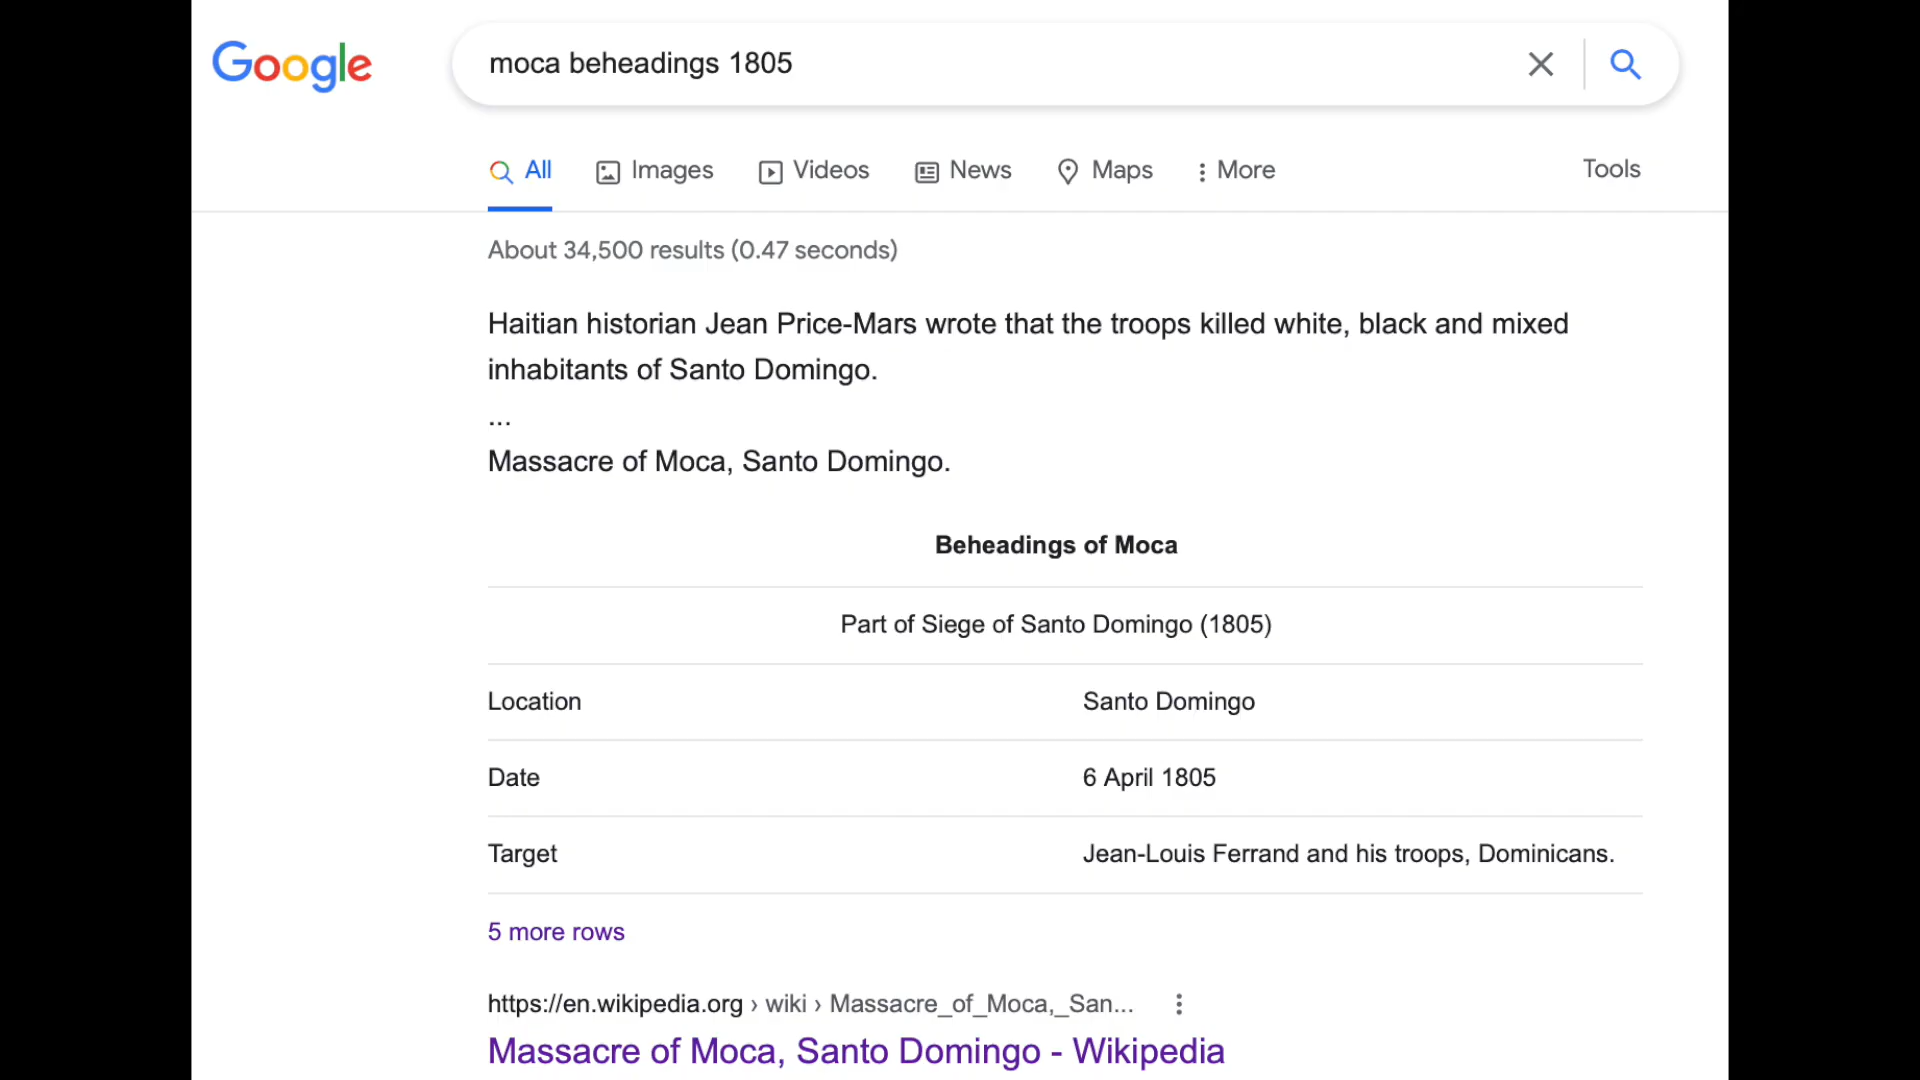 Google
moca beheadings 1805
All Images Videos News Maps More Tools
About 34,500 results (0.47 seconds)
Haitian historian Jean Price-Mars wrote that the troops killed white, black and mixed
inhabitants of Santo Domingo.
...
Massacre of Moca, Santo Domingo.
Beheadings of Moca
Part of Siege of Santo Domingo (1805)
Location Santo Domingo
Date 6 April 1805
Target Jean-Louis Ferrand and his troops, Dominicans.
5 more rows
https://en.wikipedia.org › wiki › Massacre_of_Moca,_San...
Massacre of Moca, Santo Domingo - Wikipedia